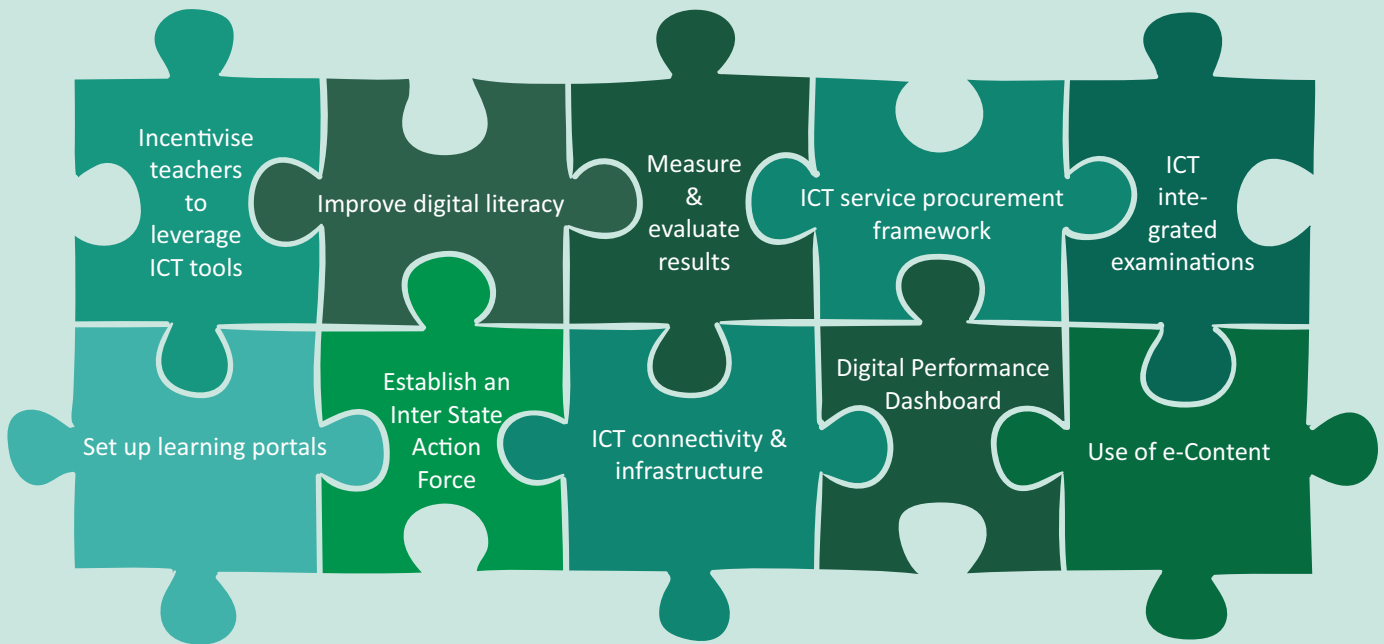 Incentivise
teachers
to
leverage
ICT tools
Improve digital literacy
Measure
&
evaluate
results
ICT service procurement
framework
ICT
inte-
grated
examinations
Set up learning portals
Establish an
Inter State
Action
Force
ICT connectivity &
infrastructure
Digital Performance
Dashboard
Use of e-Content